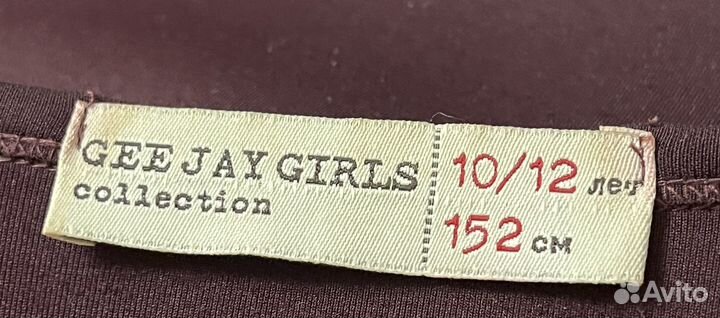 GEE JAY GIRLS
collection
10/12 лет
152 см
Avito